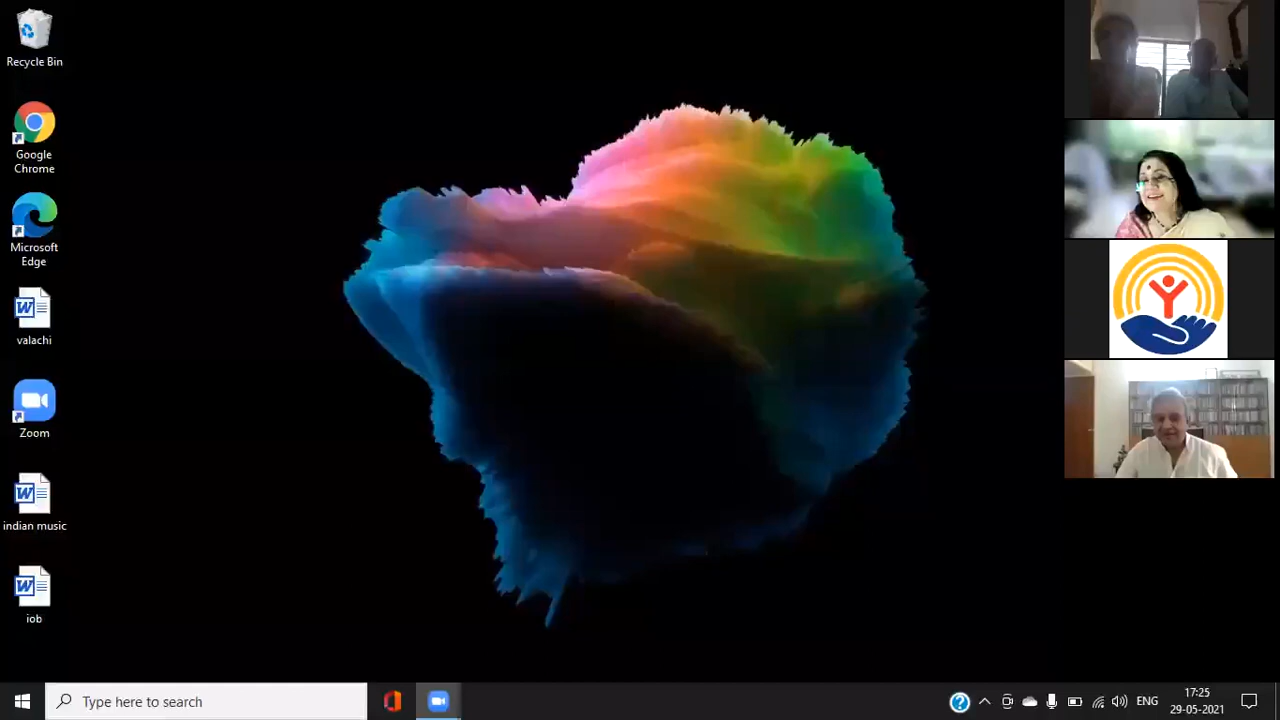 Recycle Bin
Google
Chrome
Microsoft
Edge
valachi
Zoom
indian music
iob
Type here to search
ENG
17:25
29-05-2021